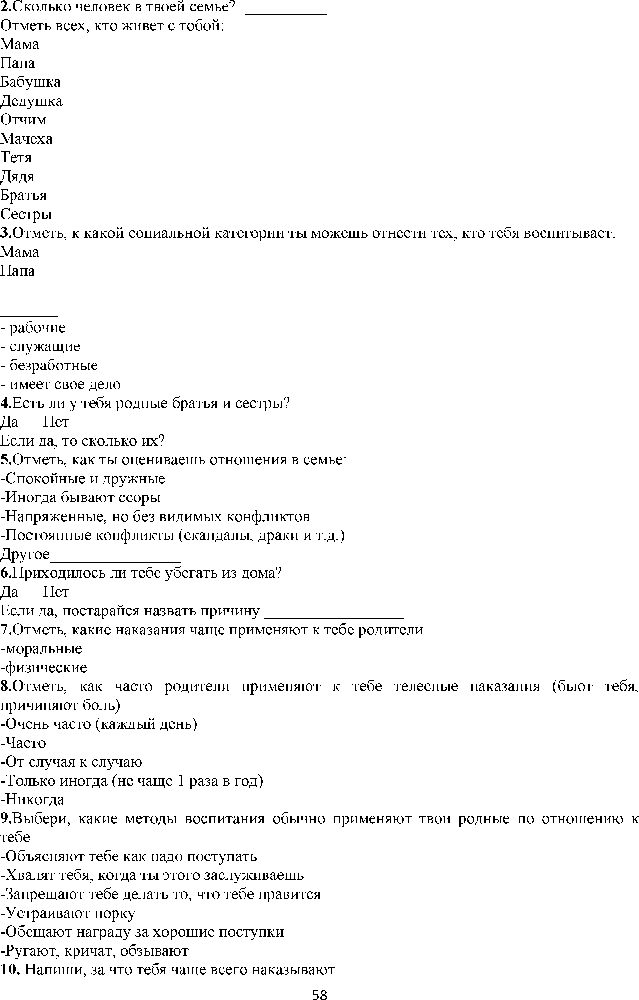 2.Сколько человек в твоей семье? __________
Отметь всех, кто живет с тобой:
Мама
Папа
Бабушка
Дедушка
Отчим
Мачеха
Тетя
Дядя
Братья
Сестры
3.Отметь, к какой социальной категории ты можешь отнести тех, кто тебя воспитывает:
Мама
Папа
_______
_______
- рабочие
- служащие
- безработные
- имеет свое дело
4.Есть ли у тебя родные братья и сестры?
Да Нет
Если да, то сколько их?_______________
5.Отметь, как ты оцениваешь отношения в семье:
-Спокойные и дружные
-Иногда бывают ссоры
-Напряженные, но без видимых конфликтов
-Постоянные конфликты (скандалы, драки и т.д.)
Другое________________
6.Приходилось ли тебе убегать из дома?
Да Нет
Если да, постарайся назвать причину _________________
7.Отметь, какие наказания чаще применяют к тебе родители
-моральные
-физические
8.Отметь, как часто родители применяют к тебе телесные наказания (бьют тебя,
причиняют боль)
-Очень часто (каждый день)
-Часто
-От случая к случаю
-Только иногда (не чаще 1 раза в год)
-Никогда
9.Выбери, какие методы воспитания обычно применяют твои родные по отношению к
тебе
-Объясняют тебе как надо поступать
-Хвалят тебя, когда ты этого заслуживаешь
-Запрещают тебе делать то, что тебе нравится
-Устраивают порку
-Обещают награду за хорошие поступки
-Ругают, кричат, обзывают
10. Напиши, за что тебя чаще всего наказывают
58